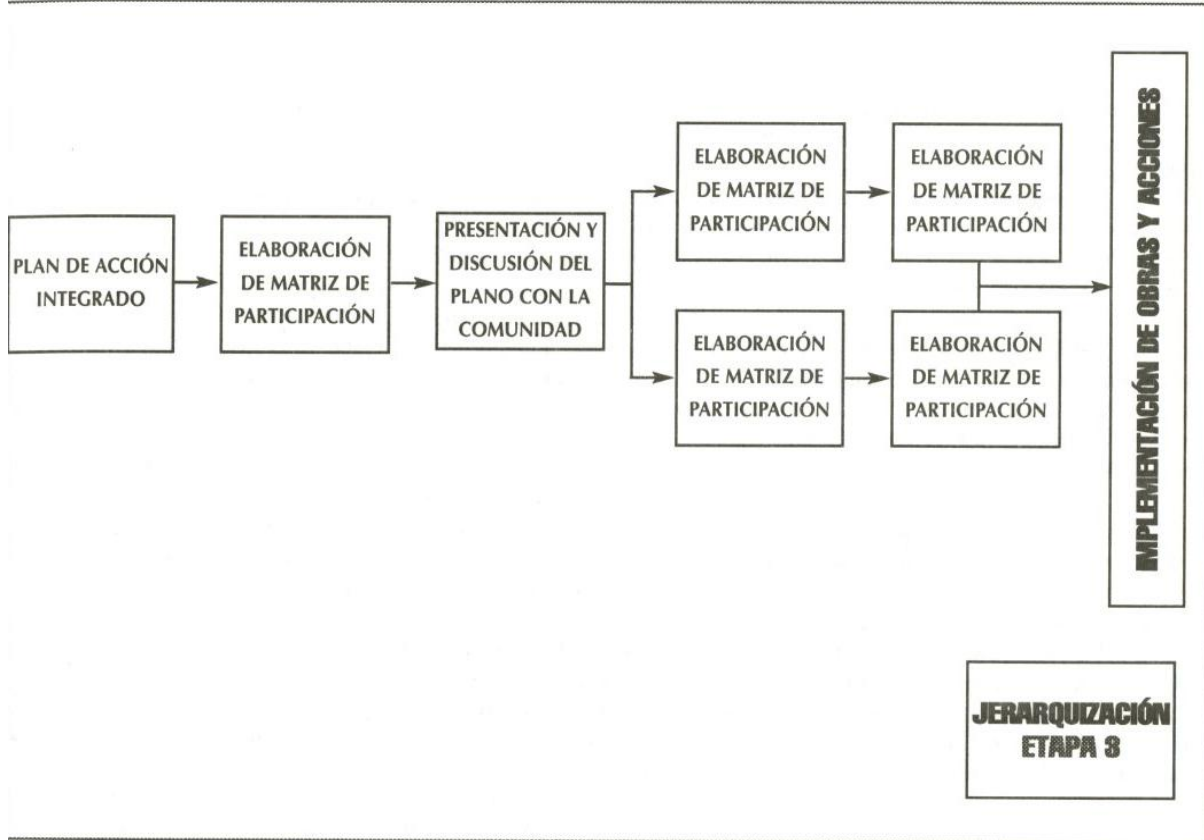 PLAN DE ACCIÓN
INTEGRADO
ELABORACIÓN
DE MATRIZ DE
PARTICIPACIÓN
PRESENTACIÓN Y
DISCUSIÓN DEL
PLANO CON LA
COMUNIDAD
ELABORACIÓN
DE MATRIZ DE
PARTICIPACIÓN
ELABORACIÓN
DE MATRIZ DE
PARTICIPACIÓN
ELABORACIÓN
DE MATRIZ DE
PARTICIPACIÓN
ELABORACIÓN
DE MATRIZ DE
PARTICIPACIÓN
IMPLEMENTACIÓN DE OBRAS Y ACCIONES
JERARQUIZACIÓN
ETAPA 3